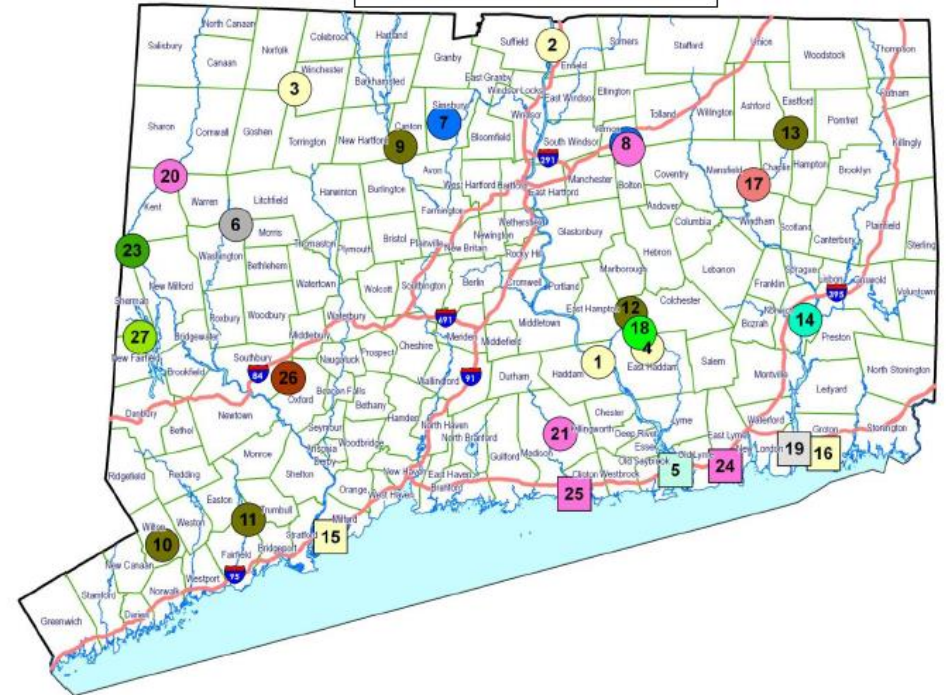 North Canaan
Colebrook
Hartland
Suffield
2
Somers
Stafford
Union
Woodstock
Thompson
Salisbury
Canaan
Norfolk
Winchester
Barkhamsted
Granby
East Granby
Windsor Locks
Enfield
East Windsor
Ellington
Tolland
Willington
Ashford
Eastford
Pomfret
Putnam
3
Sharon
Cornwall
Goshen
Torrington
New Hartford
Canton
Simsbury
7
9
Bloomfield
Windsor
South Windsor
Vernon
8
291
13
Killingly
20
Kent
Warren
Litchfield
Harwinton
Burlington
Avon
West Hartford
Hartford
East Hartford
Manchester
Bolton
Coventry
Mansfield
17
Chaplin
Hampton
Brooklyn
6
Morris
Farmington
Wethersfield
Newington
Glastonbury
Andover
Columbia
Windham
Scotland
Canterbury
Plainfield
Sterling
23
Washington
Bethlehem
Thomaston
Plymouth
Bristol
Plainville
New Britain
Rocky Hill
Hebron
Marlborough
Lebanon
Franklin
Sprague
Lisbon
Griswold
Voluntown
395
Sherman
New Milford
Roxbury
Woodbury
Watertown
Wolcott
Southington
Berlin
Cromwell
Portland
East Hampton
12
18
4
Colchester
Bozrah
Norwich
14
Preston
27
New Fairfield
Bridgewater
Brookfield
Southbury
Middlebury
Waterbury
Naugatuck
Prospect
Cheshire
691
Meriden
Middlefield
Middletown
1
Haddam
East Haddam
Salem
Montville
Ledyard
North Stonington
84
26
Oxford
Beacon Falls
Bethany
Wallingford
91
Durham
Chester
Lyme
Danbury
Bethel
Newtown
Seymour
Woodbridge
Hamden
North Haven
North Branford
Guilford
Madison
21
Killingworth
Deep River
Essex
Old Saybrook
Old Lyme
East Lyme
Waterford
New London
Groton
Stonington
Ridgefield
Redding
Monroe
Shelton
Ansonia
Derby
Orange
West Haven
New Haven
East Haven
Branford
Clinton
Westbrook
25
5
24
19
16
Easton
11
Trumbull
Weston
Wilton
10
Fairfield
Bridgeport
Stratford
Milford
15
New Canaan
Westport
95
Norwalk
Stamford
Darien
Greenwich